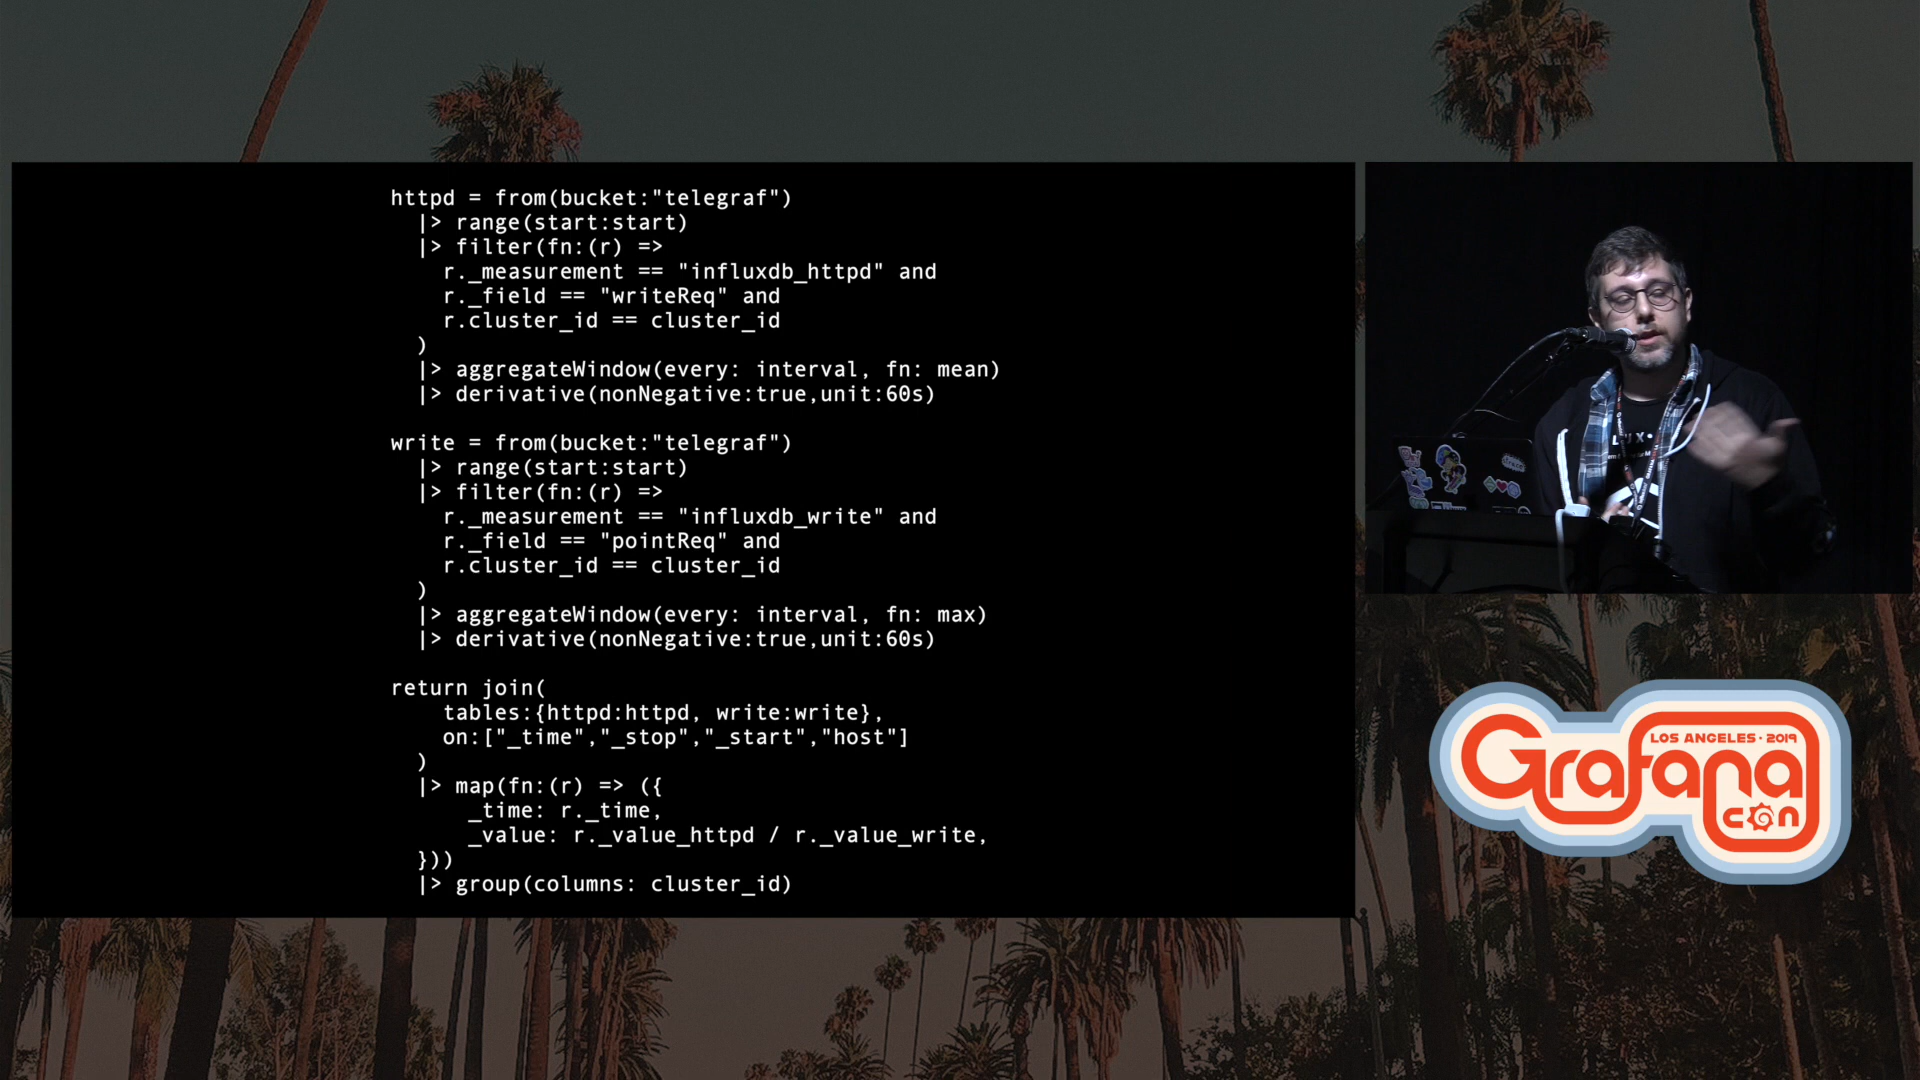 httpd = from(bucket:"telegraf")
|> range(start:start)
|> filter(fn:(r) =>
r._measurement == "influxdb_httpd" and
r._field == "writeReq" and
r.cluster_id == cluster_id
)
|> aggregateWindow(every: interval, fn: mean)
|> derivative(nonNegative:true,unit:60s)
write = from(bucket:"telegraf")
|> range(start:start)
|> filter(fn:(r) =>
r._measurement == "influxdb_write" and
r._field == "pointReq" and
r.cluster_id == cluster_id
)
|> aggregateWindow(every: interval, fn: max)
|> derivative(nonNegative:true,unit:60s)
return join(
tables:{httpd:httpd, write:write},
on:["_time","_stop","_start","host"]
)
|> map(fn:(r) => ({
_time: r._time,
_value: r._value_httpd / r._value_write,
}))
|> group(columns: cluster_id)
LOS ANGELES · 2019
Grafana
con